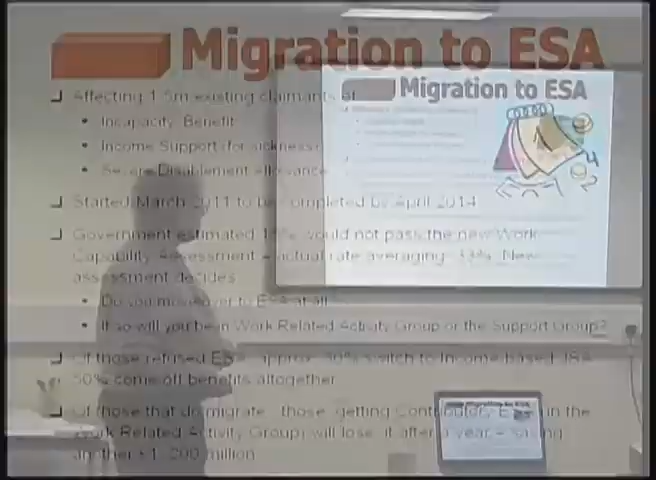 Migration to ESA
Affecting 1.5m existing claimants of
Incapacity Benefit
Income Support (for sickness)
Severe Disablement Allowance
Started March 2011 to be completed by April 2014
Government estimated would not pass the new Work
Capability Assessment – actual rate averaging 33%. New
assessment decides
Do you move over to ESA at all
If so will you be in Work Related Activity Group or the Support Group?
Of those refused ESA, approx switch to Income based JSA
50% come off benefits altogether
Of those that do migrate those getting Contributory in the
Work Related Activity Group) will lose it after a year – saving
another million
Migration to ESA
Migration to ESA